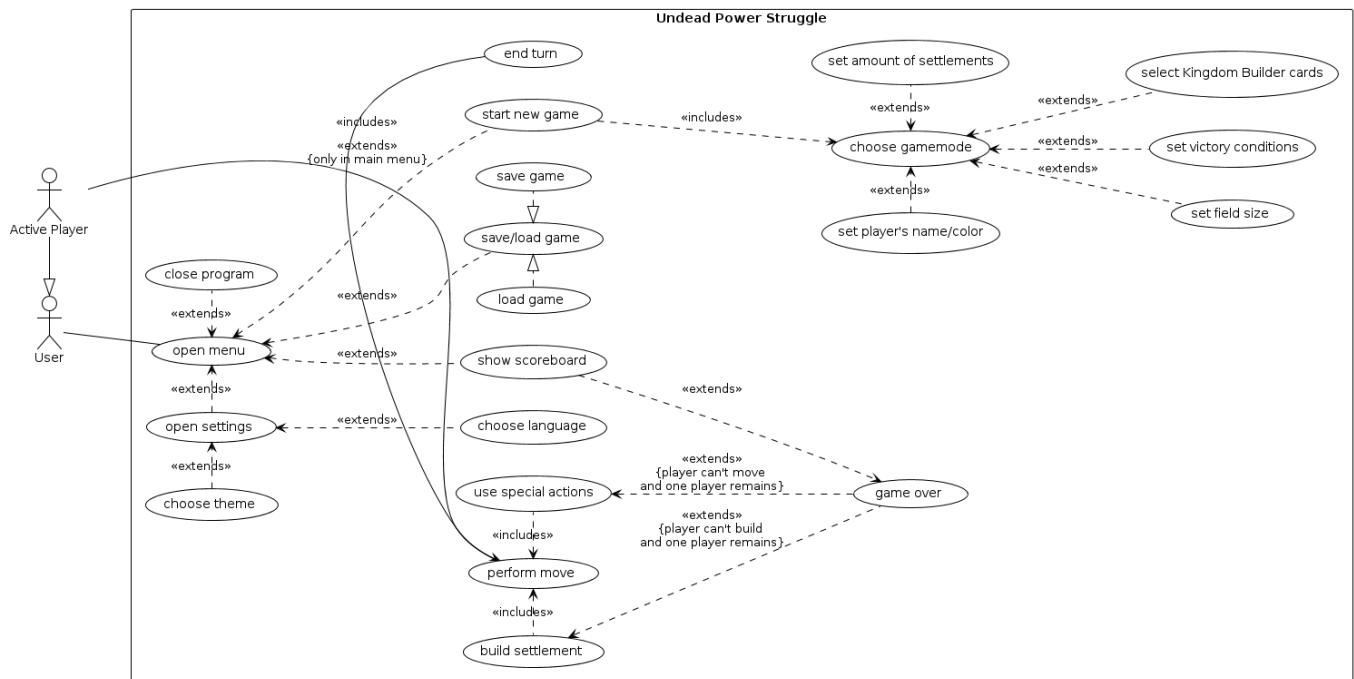 Undead Power Struggle
end turn
set amount of settlements
select Kingdom Builder cards
«extends»
«extends»
start new game
«includes»
«includes»
«extends»
{only in main menu}
choose gamemode
«extends»
set victory conditions
«extends»
save game
«extends»
set field size
Active Player
save/load game
set player's name/color
close program
load game
«extends»
«extends»
User
open menu
«extends»
show scoreboard
«extends»
«extends»
open settings
«extends»
choose language
«extends»
«extends»
{player can't move
and one player remains}
choose theme
use special actions
game over
«extends»
{player can't build
and one player remains}
«includes»
perform move
«includes»
build settlement